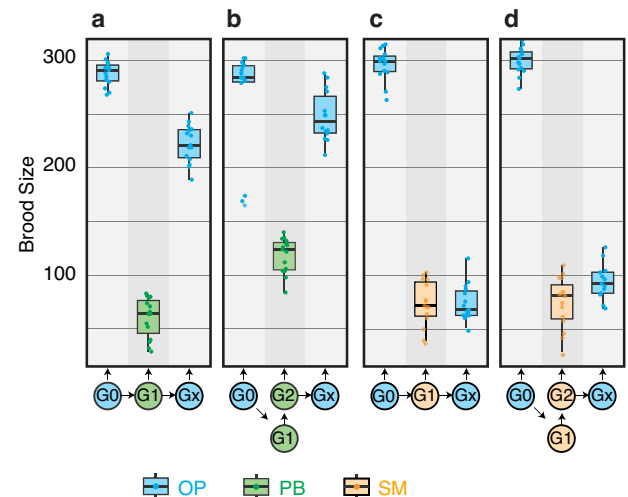 a b c d
300
200
100
Brood Size
G0 G1 Gx G0 G2 Gx G0 G1 Gx G0 G2 Gx
G1 G1
OP PB SM